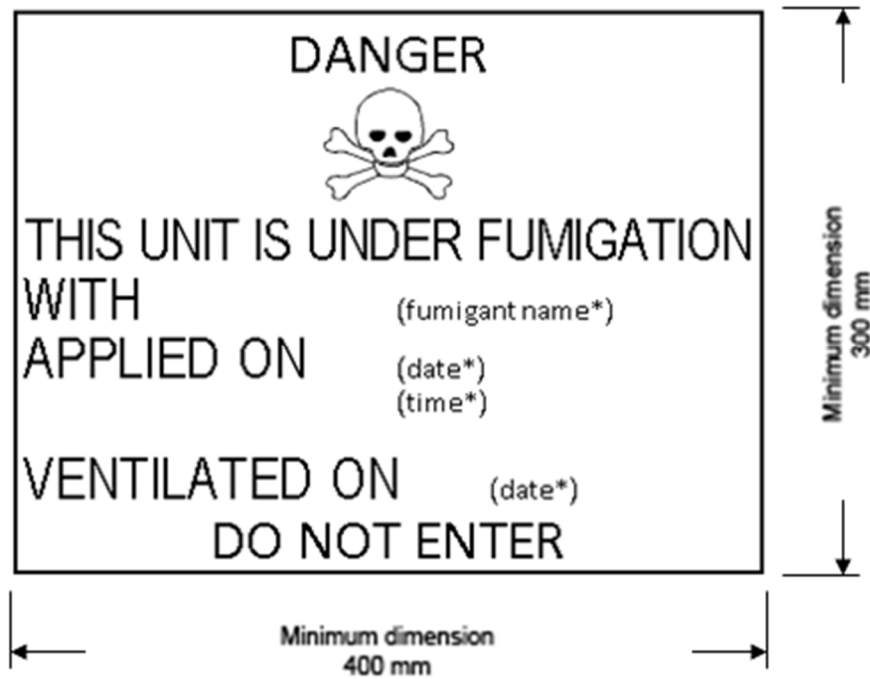 DANGER
THIS UNIT IS UNDER FUMIGATION
WITH (fumigant name*)
APPLIED ON (date*)
(time*)
VENTILATED ON (date*)
DO NOT ENTER
Minimum dimension
300 mm
Minimum dimension
400 mm